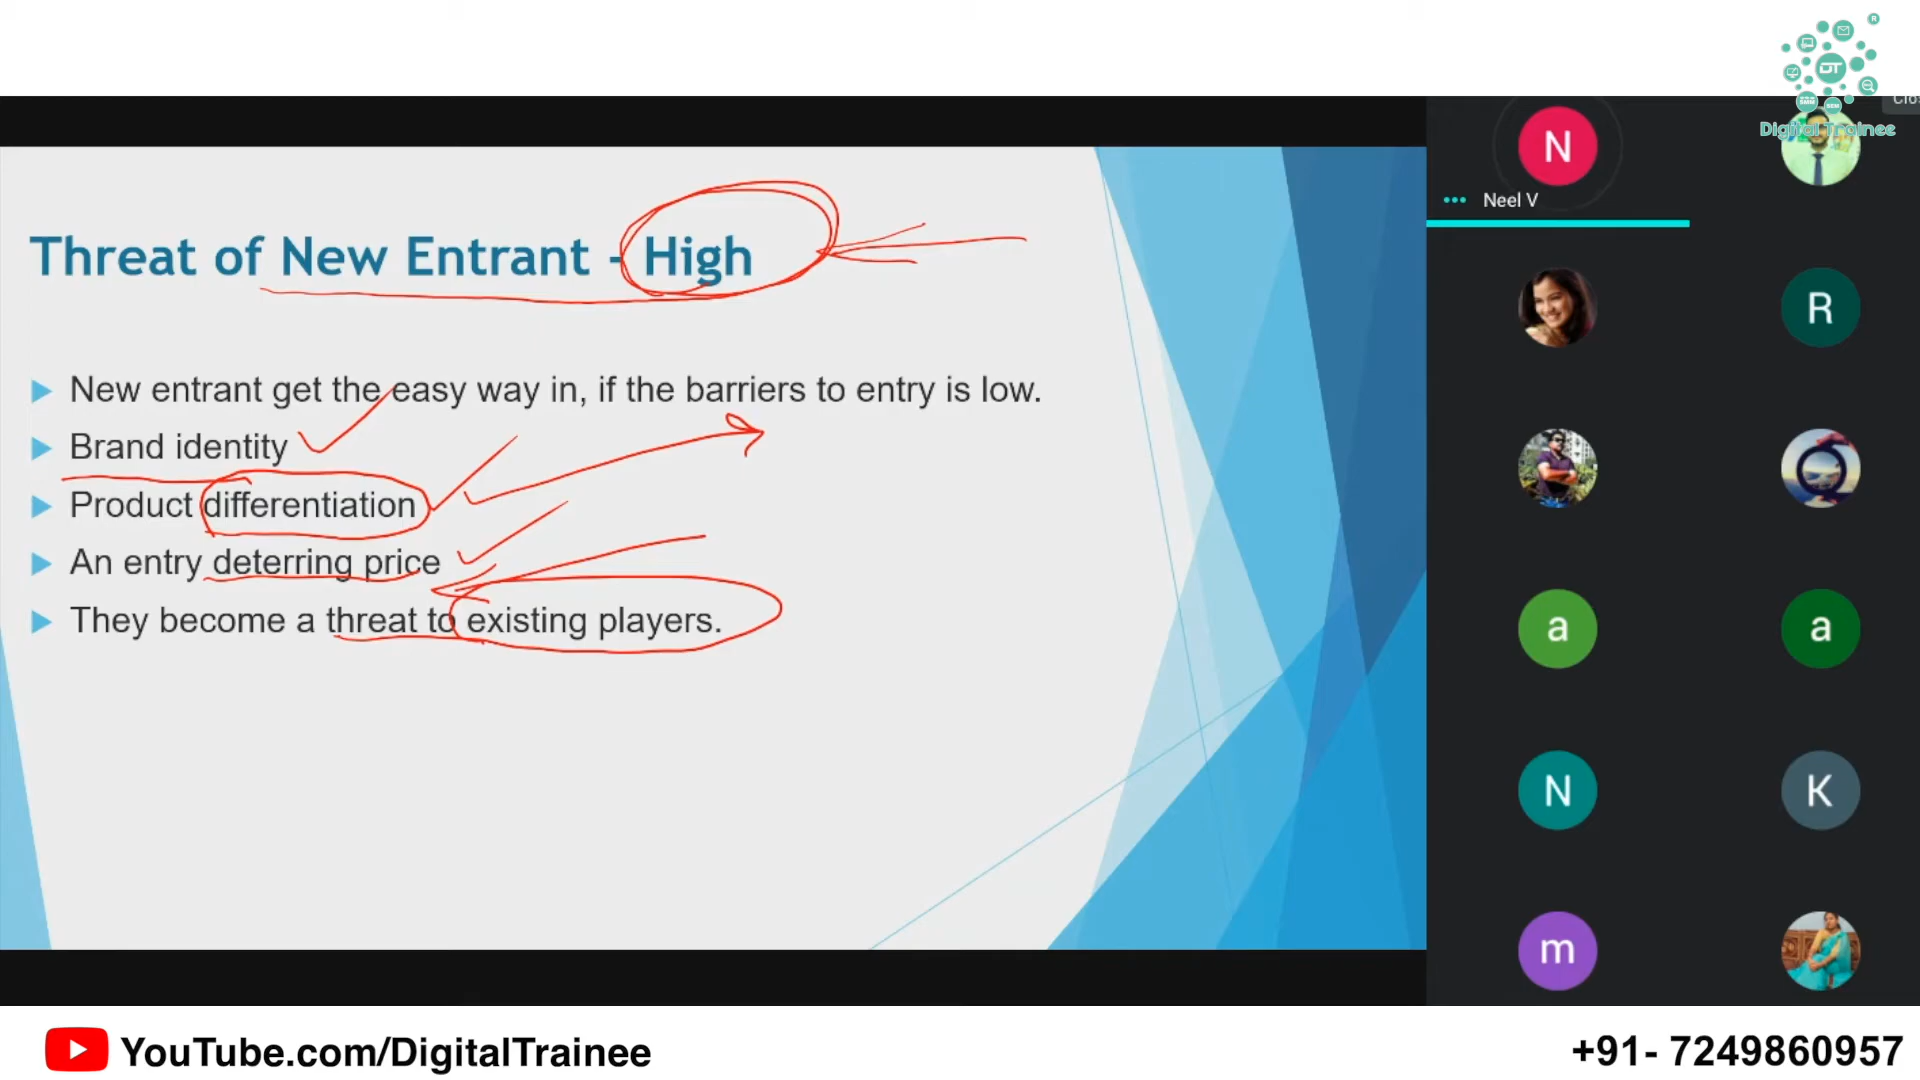 DT
Digital Trainee
Clo
N
Neel V
Threat of New Entrant - High
New entrant get the easy way in, if the barriers to entry is low.
Brand identity
Product differentiation
An entry deterring price
They become a threat to existing players.
R
a
a
N
K
m
YouTube.com/DigitalTrainee
+91- 7249860957